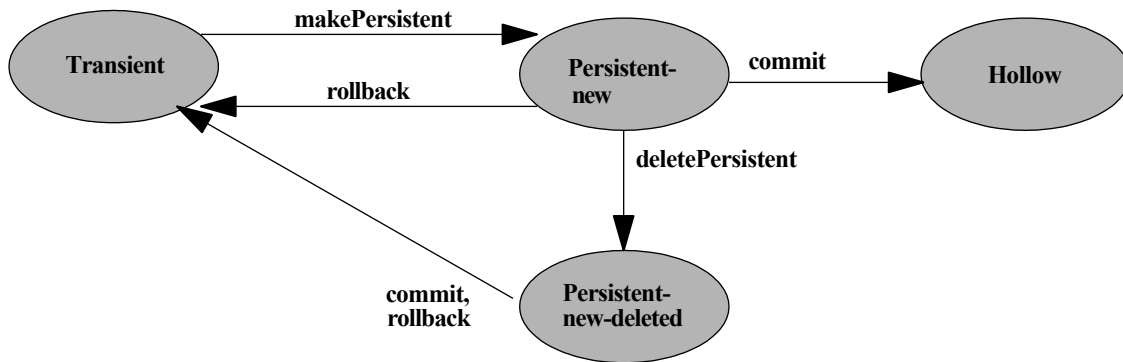 makePersistent
Transient
Persistent-
new
commit
Hollow
rollback
deletePersistent
commit,
rollback
Persistent-
new-deleted